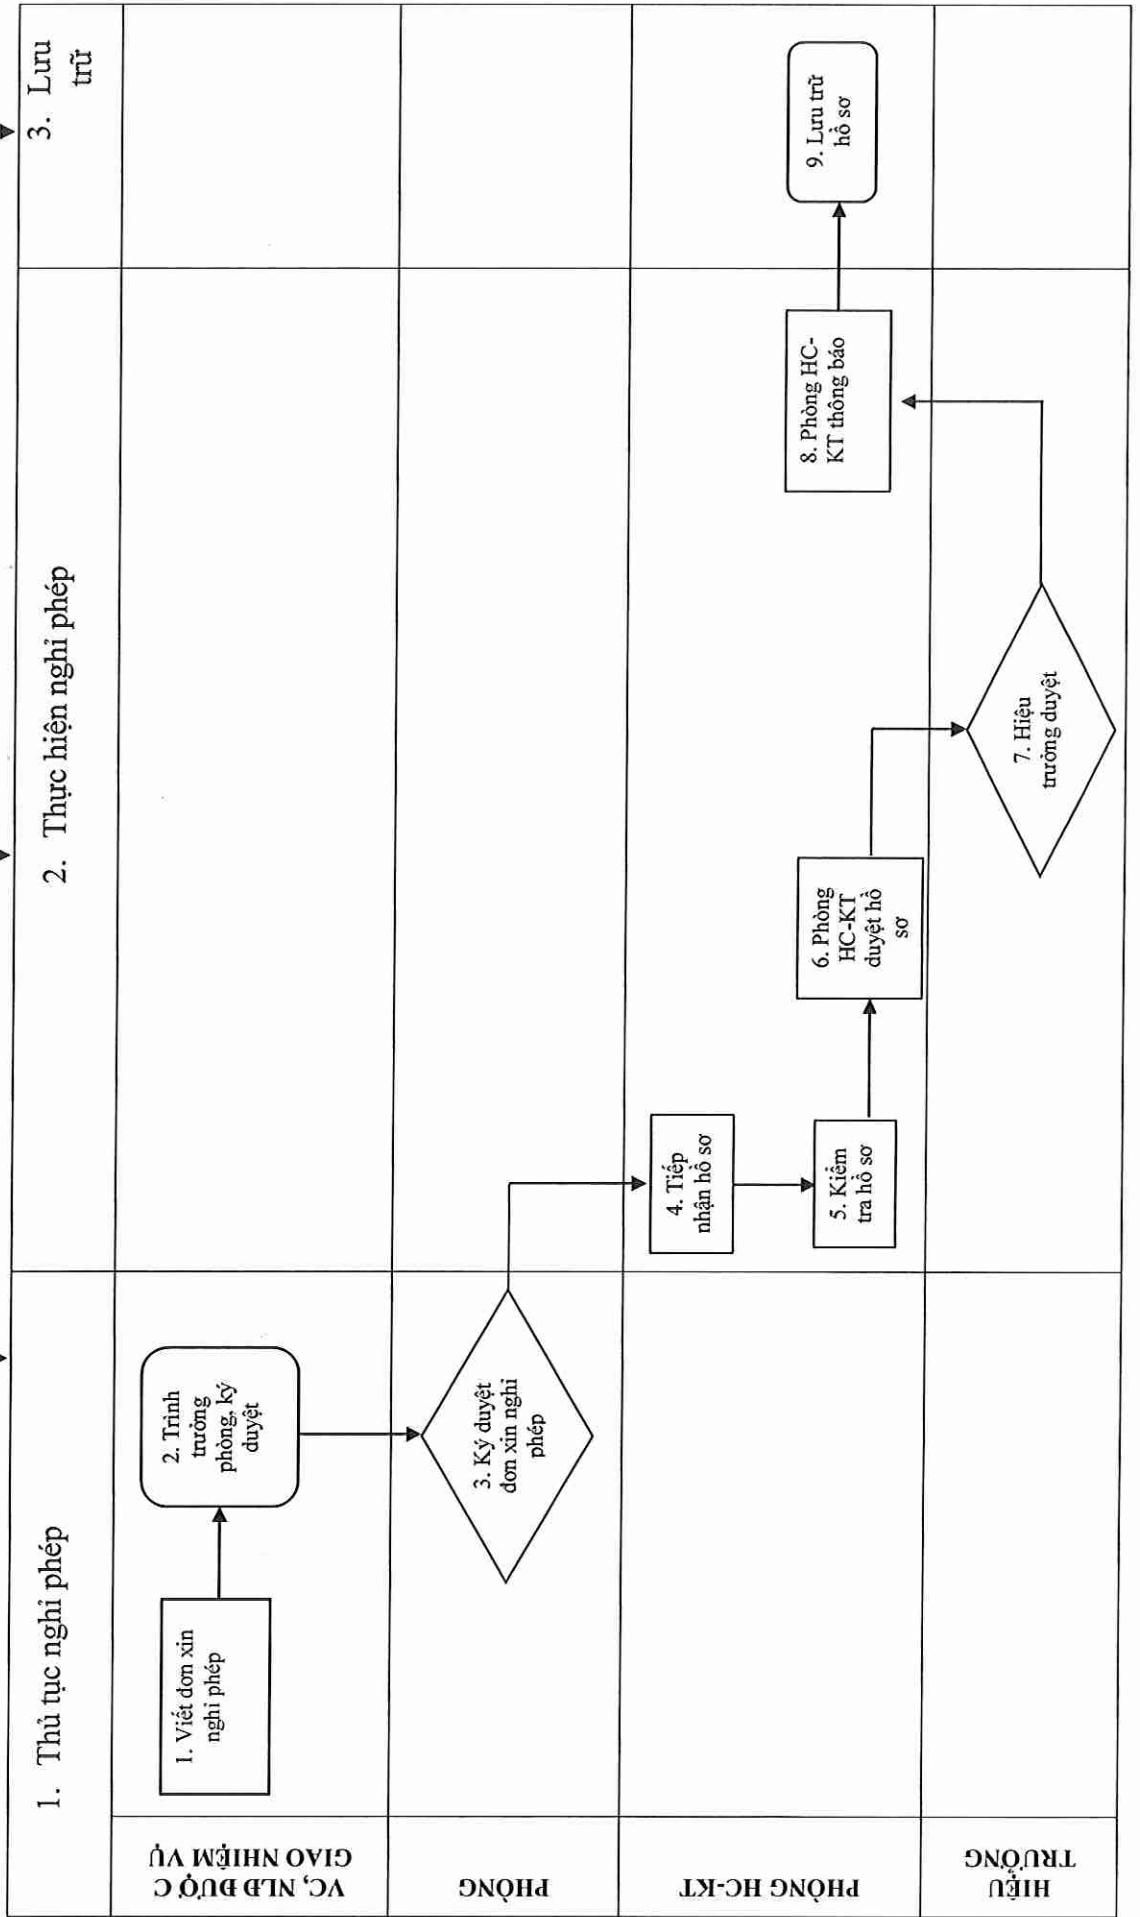 1. Thủ tục nghỉ phép
2. Thực hiện nghỉ phép
3. Lưu
trữ
VC, NLĐ ĐƯỢC
GIAO NHIỆM VỤ
1. Viết đơn xin
nghỉ phép
2. Trình
trưởng
phòng, ký
duyệt
PHÒNG
3. Ký duyệt
đơn xin nghỉ
phép
PHÒNG HC-KT
4. Tiếp
nhận hồ sơ
5. Kiểm
tra hồ sơ
6. Phòng
HC-KT
duyệt hồ
sơ
8. Phòng HC-
KT thông báo
9. Lưu trữ
hồ sơ
HIỆU
TRƯỞNG
7. Hiệu
trưởng duyệt